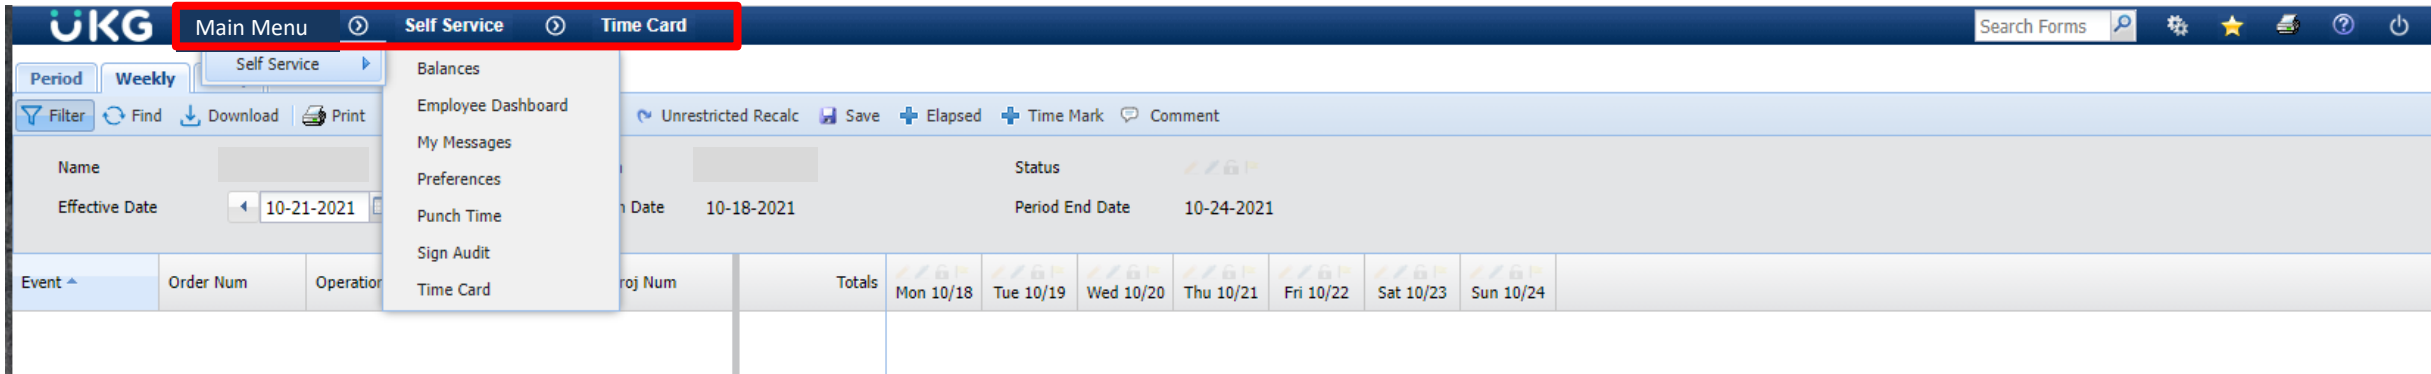 UKG Main Menu Self Service Time Card Search Forms
Self Service
Balances
Employee Dashboard
My Messages
Preferences
Punch Time
Sign Audit
Time Card
Period Weekly
Filter Find Download Print Unrestricted Recalc Save Elapsed Time Mark Comment
Name Status
Effective Date 10-21-2021 Date 10-18-2021 Period End Date 10-24-2021
Event Order Num Operation roj Num Totals Mon 10/18 Tue 10/19 Wed 10/20 Thu 10/21 Fri 10/22 Sat 10/23 Sun 10/24